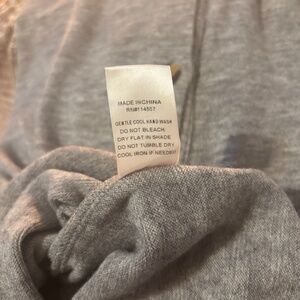 MADE IN CHINA
RN#114557
GENTLE COOL HAND WASH
DO NOT BLEACH
DRY FLAT IN SHADE
DO NOT TUMBLE DRY
COOL IRON IF NEEDED